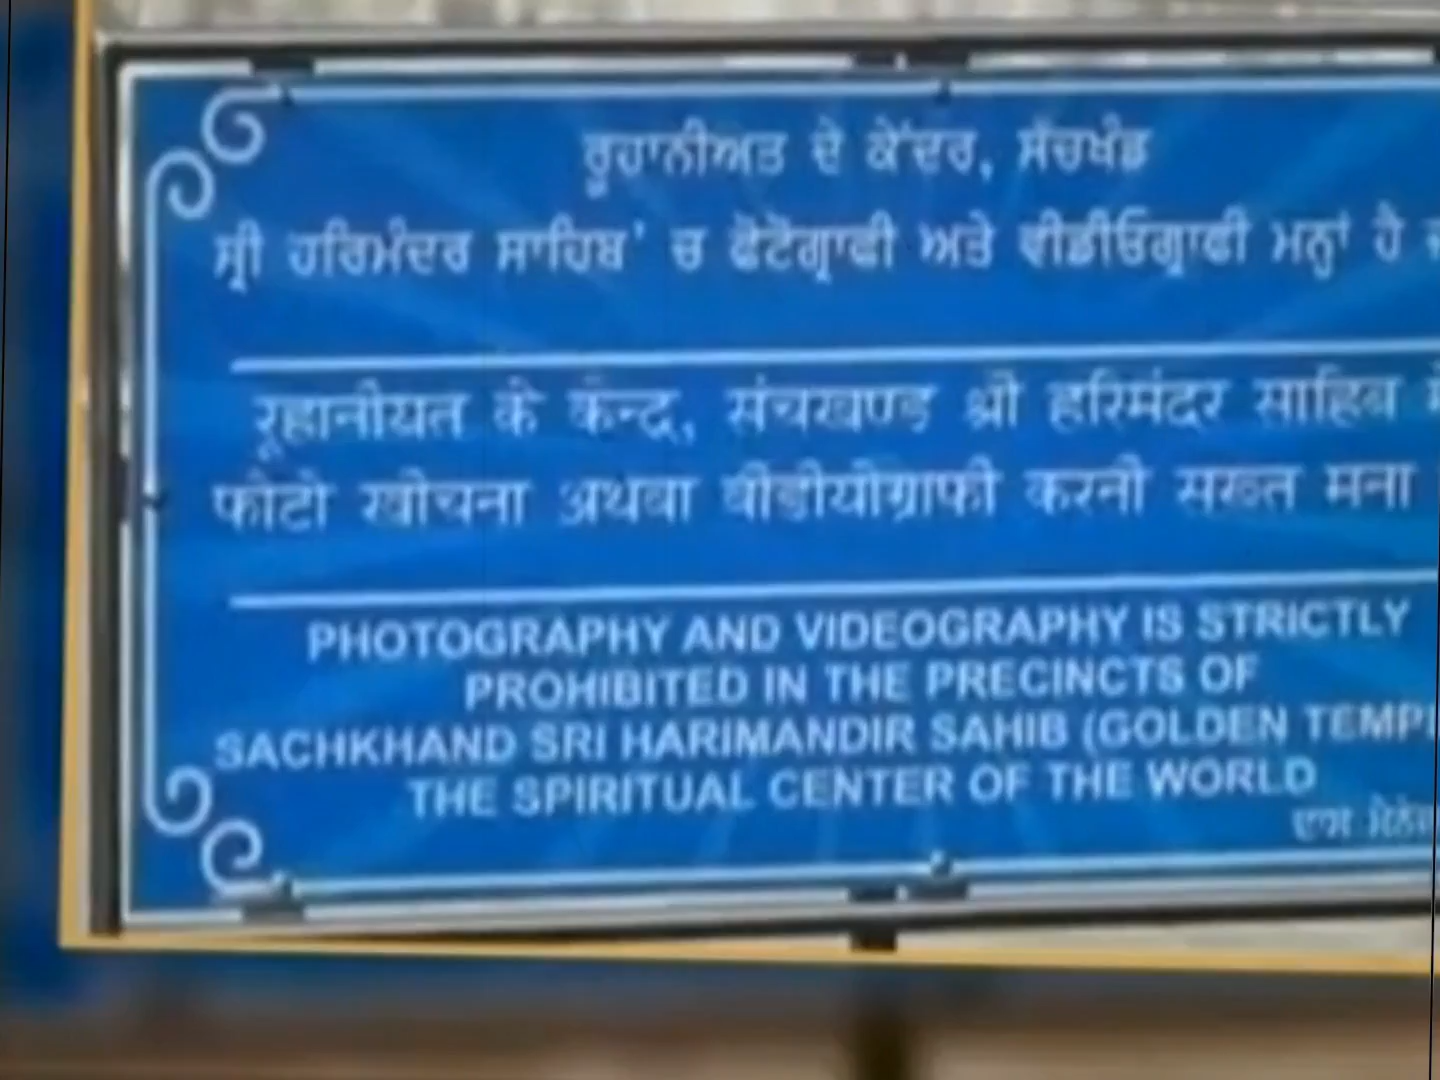 ਰੂਹਾਨੀਅਤ ਦੇ ਕੇਂਦਰ, ਸੱਚਖੰਡ
ਸ੍ਰੀ ਹਰਿਮੰਦਰ ਸਾਹਿਬ' ਚ ਫੋਟੋਗ੍ਰਾਫੀ ਅਤੇ ਵੀਡੀਓਗ੍ਰਾਫੀ ਮਨ੍ਹਾਂ ਹੈ
रूहानीयत के केन्द्र, संचखण्ड श्री हरिमंदर साहिब
फोटो खीचना अथवा वीडीयोग्राफी करनी सख्त मना
PHOTOGRAPHY AND VIDEOGRAPHY IS STRICTLY
PROHIBITED IN THE PRECINCTS OF
SACHKHAND SRI HARIMANDIR SAHIB (GOLDEN TEMPL
THE SPIRITUAL CENTER OF THE WORLD
ਦਾਸ